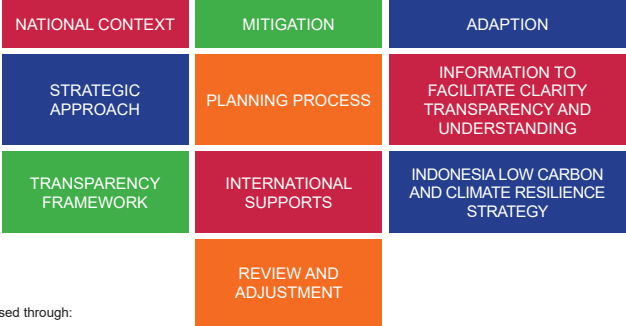 NATIONAL CONTEXT
MITIGATION
ADAPTION
STRATEGIC
APPROACH
PLANNING PROCESS
INFORMATION TO
FACILITATE CLARITY
TRANSPARENCY AND
UNDERSTANDING
TRANSPARENCY
FRAMEWORK
INTERNATIONAL
SUPPORTS
INDONESIA LOW CARBON
AND CLIMATE RESILIENCE
STRATEGY
REVIEW AND
ADJUSTMENT
through: